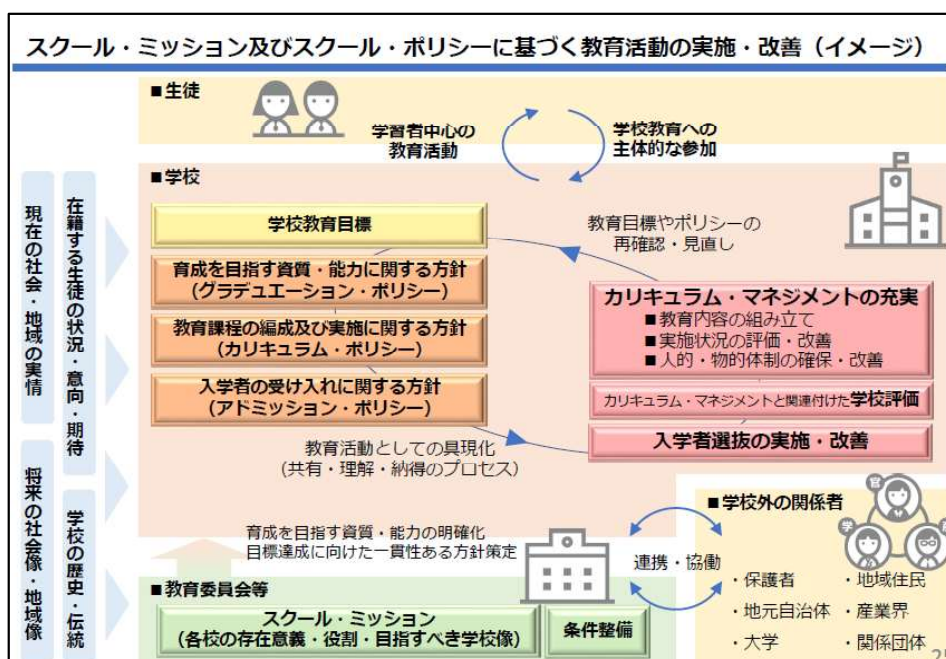 スクール・ミッション及びスクール・ポリシーに基づく教育活動の実施・改善（イメージ）
■生徒
学習者中心の
教育活動
学校教育への
主体的な参加
現在の社会・地域の実情
将来の社会像・地域像
在籍する生徒の状況・意向・期待
学校の歴史・伝統
■学校
学校教育目標
育成を目指す資質・能力に関する方針
（グラデュエーション・ポリシー）
教育課程の編成及び実施に関する方針
（カリキュラム・ポリシー）
入学者の受け入れに関する方針
（アドミッション・ポリシー）
教育目標やポリシーの
再確認・見直し
カリキュラム・マネジメントの充実
■教育内容の組み立て
■実施状況の評価・改善
■人的・物的体制の確保・改善
カリキュラム・マネジメントと関連付けた学校評価
入学者選抜の実施・改善
教育活動としての具現化
（共有・理解・納得のプロセス）
育成を目指す資質・能力の明確化
目標達成に向けた一貫性ある方針策定
■教育委員会等
スクール・ミッション
（各校の存在意義・役割・目指すべき学校像）
条件整備
連携・協働
■学校外の関係者
官
学
・保護者
・地域住民
・地元自治体
・産業界
・大学
・関係団体